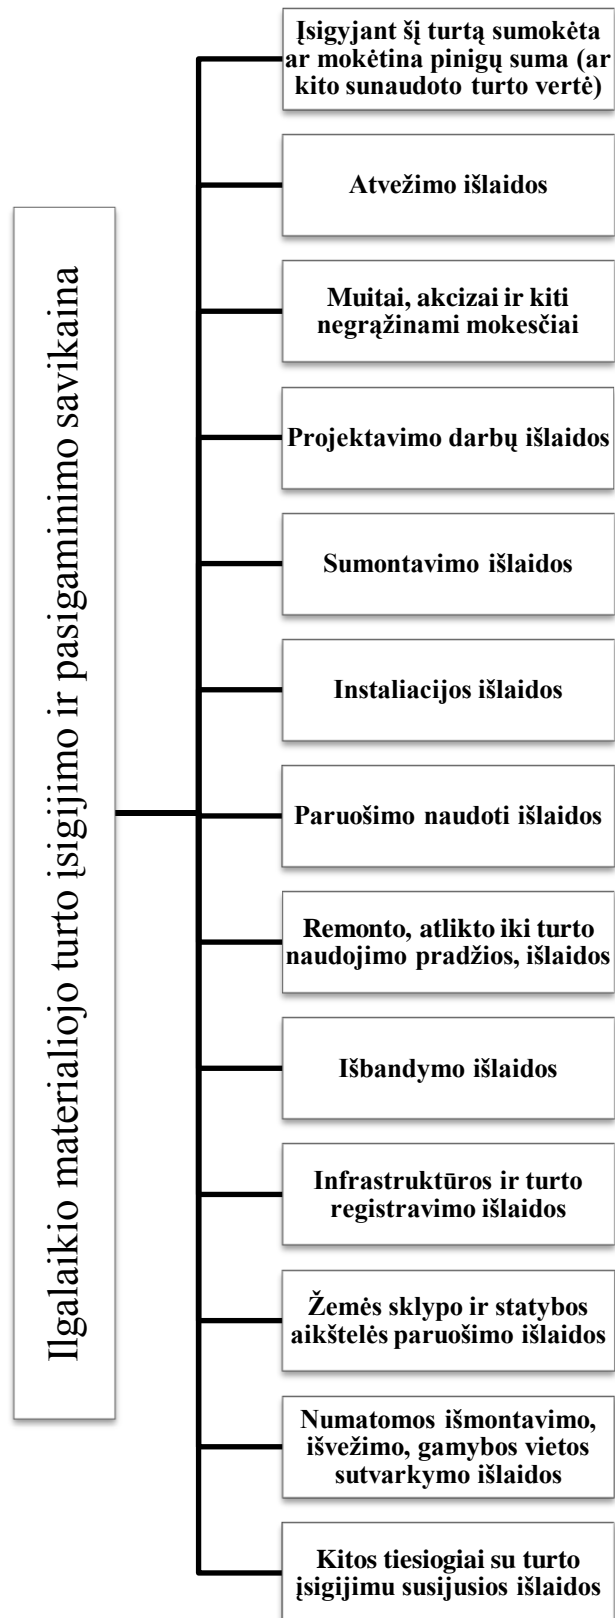 Ilgalaikio materialiojo turto įsigijimo ir pasigaminimo savikaina
Įsigyjant šį turtą sumokėta
ar mokėtina pinigų suma (ar
kito sunaudoto turto vertė)
Atvežimo išlaidos
Muitai, akcizai ir kiti
negrąžinami mokesčiai
Projektavimo darbų išlaidos
Sumontavimo išlaidos
Instaliacijos išlaidos
Paruošimo naudoti išlaidos
Remonto, atlikto iki turto
naudojimo pradžios, išlaidos
Išbandymo išlaidos
Infrastruktūros ir turto
registravimo išlaidos
Žemės sklypo ir statybos
aikštelės paruošimo išlaidos
Numatomos išmontavimo,
išvežimo, gamybos vietos
sutvarkymo išlaidos
Kitos tiesiogiai su turto
įsigijimu susijusios išlaidos